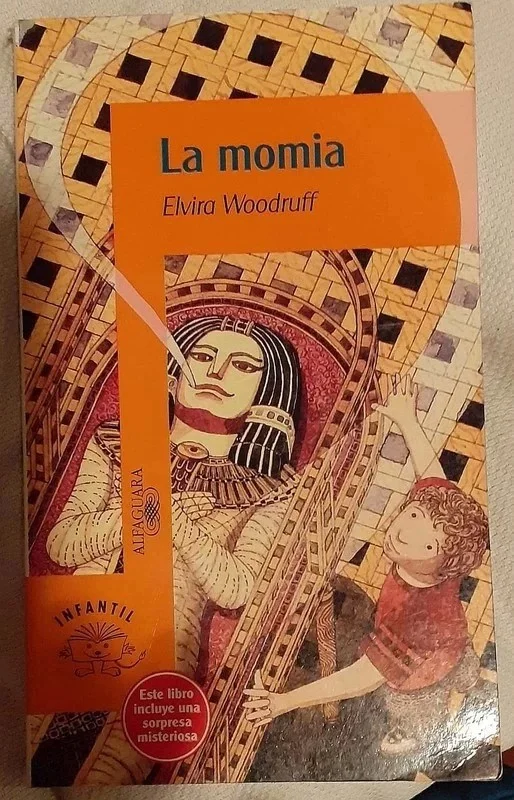 La momia
Elvira Woodruff
ALFAGUARA
INFANTIL
Este libro
incluye una
sorpresa
misteriosa